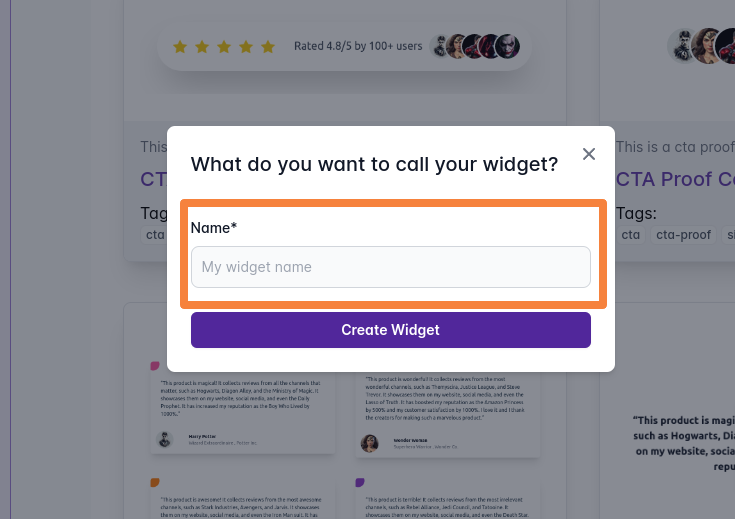 Rated 4.8/5 by 100+ users
This
This is a cta proof
What do you want to call your widget?
CT
CTA Proof C
Tag
Tags:
cta
cta
cta-proof
Name*
My widget name
Create Widget
"This product is magical! It collects reviews from all the channels that
matter, such as Hogwarts, Diagon Alley, and the Ministry of Magic. It
showcases them on my website, social media, and even the Daily
Prophet. It has increased my reputation as the Boy Who Lived by
1000%."
Harry Potter
"This product is wonderful! It collects reviews from the most
wonderful channels, such as Themyscira, Justice League, and Steve
Trevor. It showcases them on my website, social media, and even the
Lasso of Truth. It has boosted my reputation as the Amazon Princess
by 500% and my customer satisfaction by 1000%. I love it and I thank
the creators for making such a marvelous product."
Wonder Woman
"This product is magi
such as Hogwarts, Dia
on my website, socia
repu
"This product is awesome! It collects reviews from the most awesome
channels, such as Stark Industries, Avengers, and Jarvis. It showcases
them on my website, social media, and even the Iron Man suit. It has
"This product is terrible! It collects reviews from the most irrelevant
channels, such as Rebel Alliance, Jedi Council, and Tatooine. It
showcases them on my website, social media, and even the Death Star.